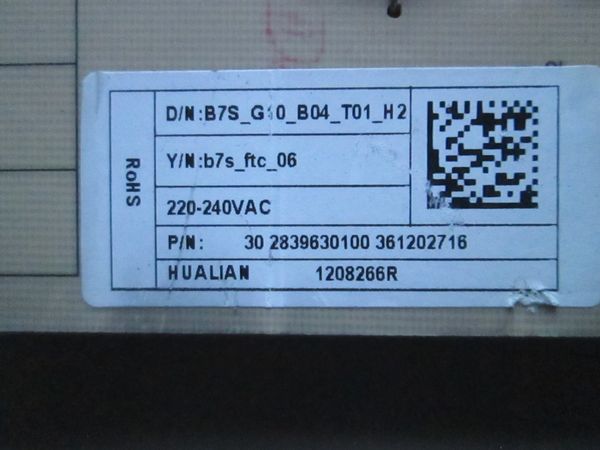 RoHS
D/N:B7S_G10_B04_T01_H2
Y/N:b7s_ftc_06
220-240VAC
P/N: 30 2839630100 361202716
HUALIAN 1208266R